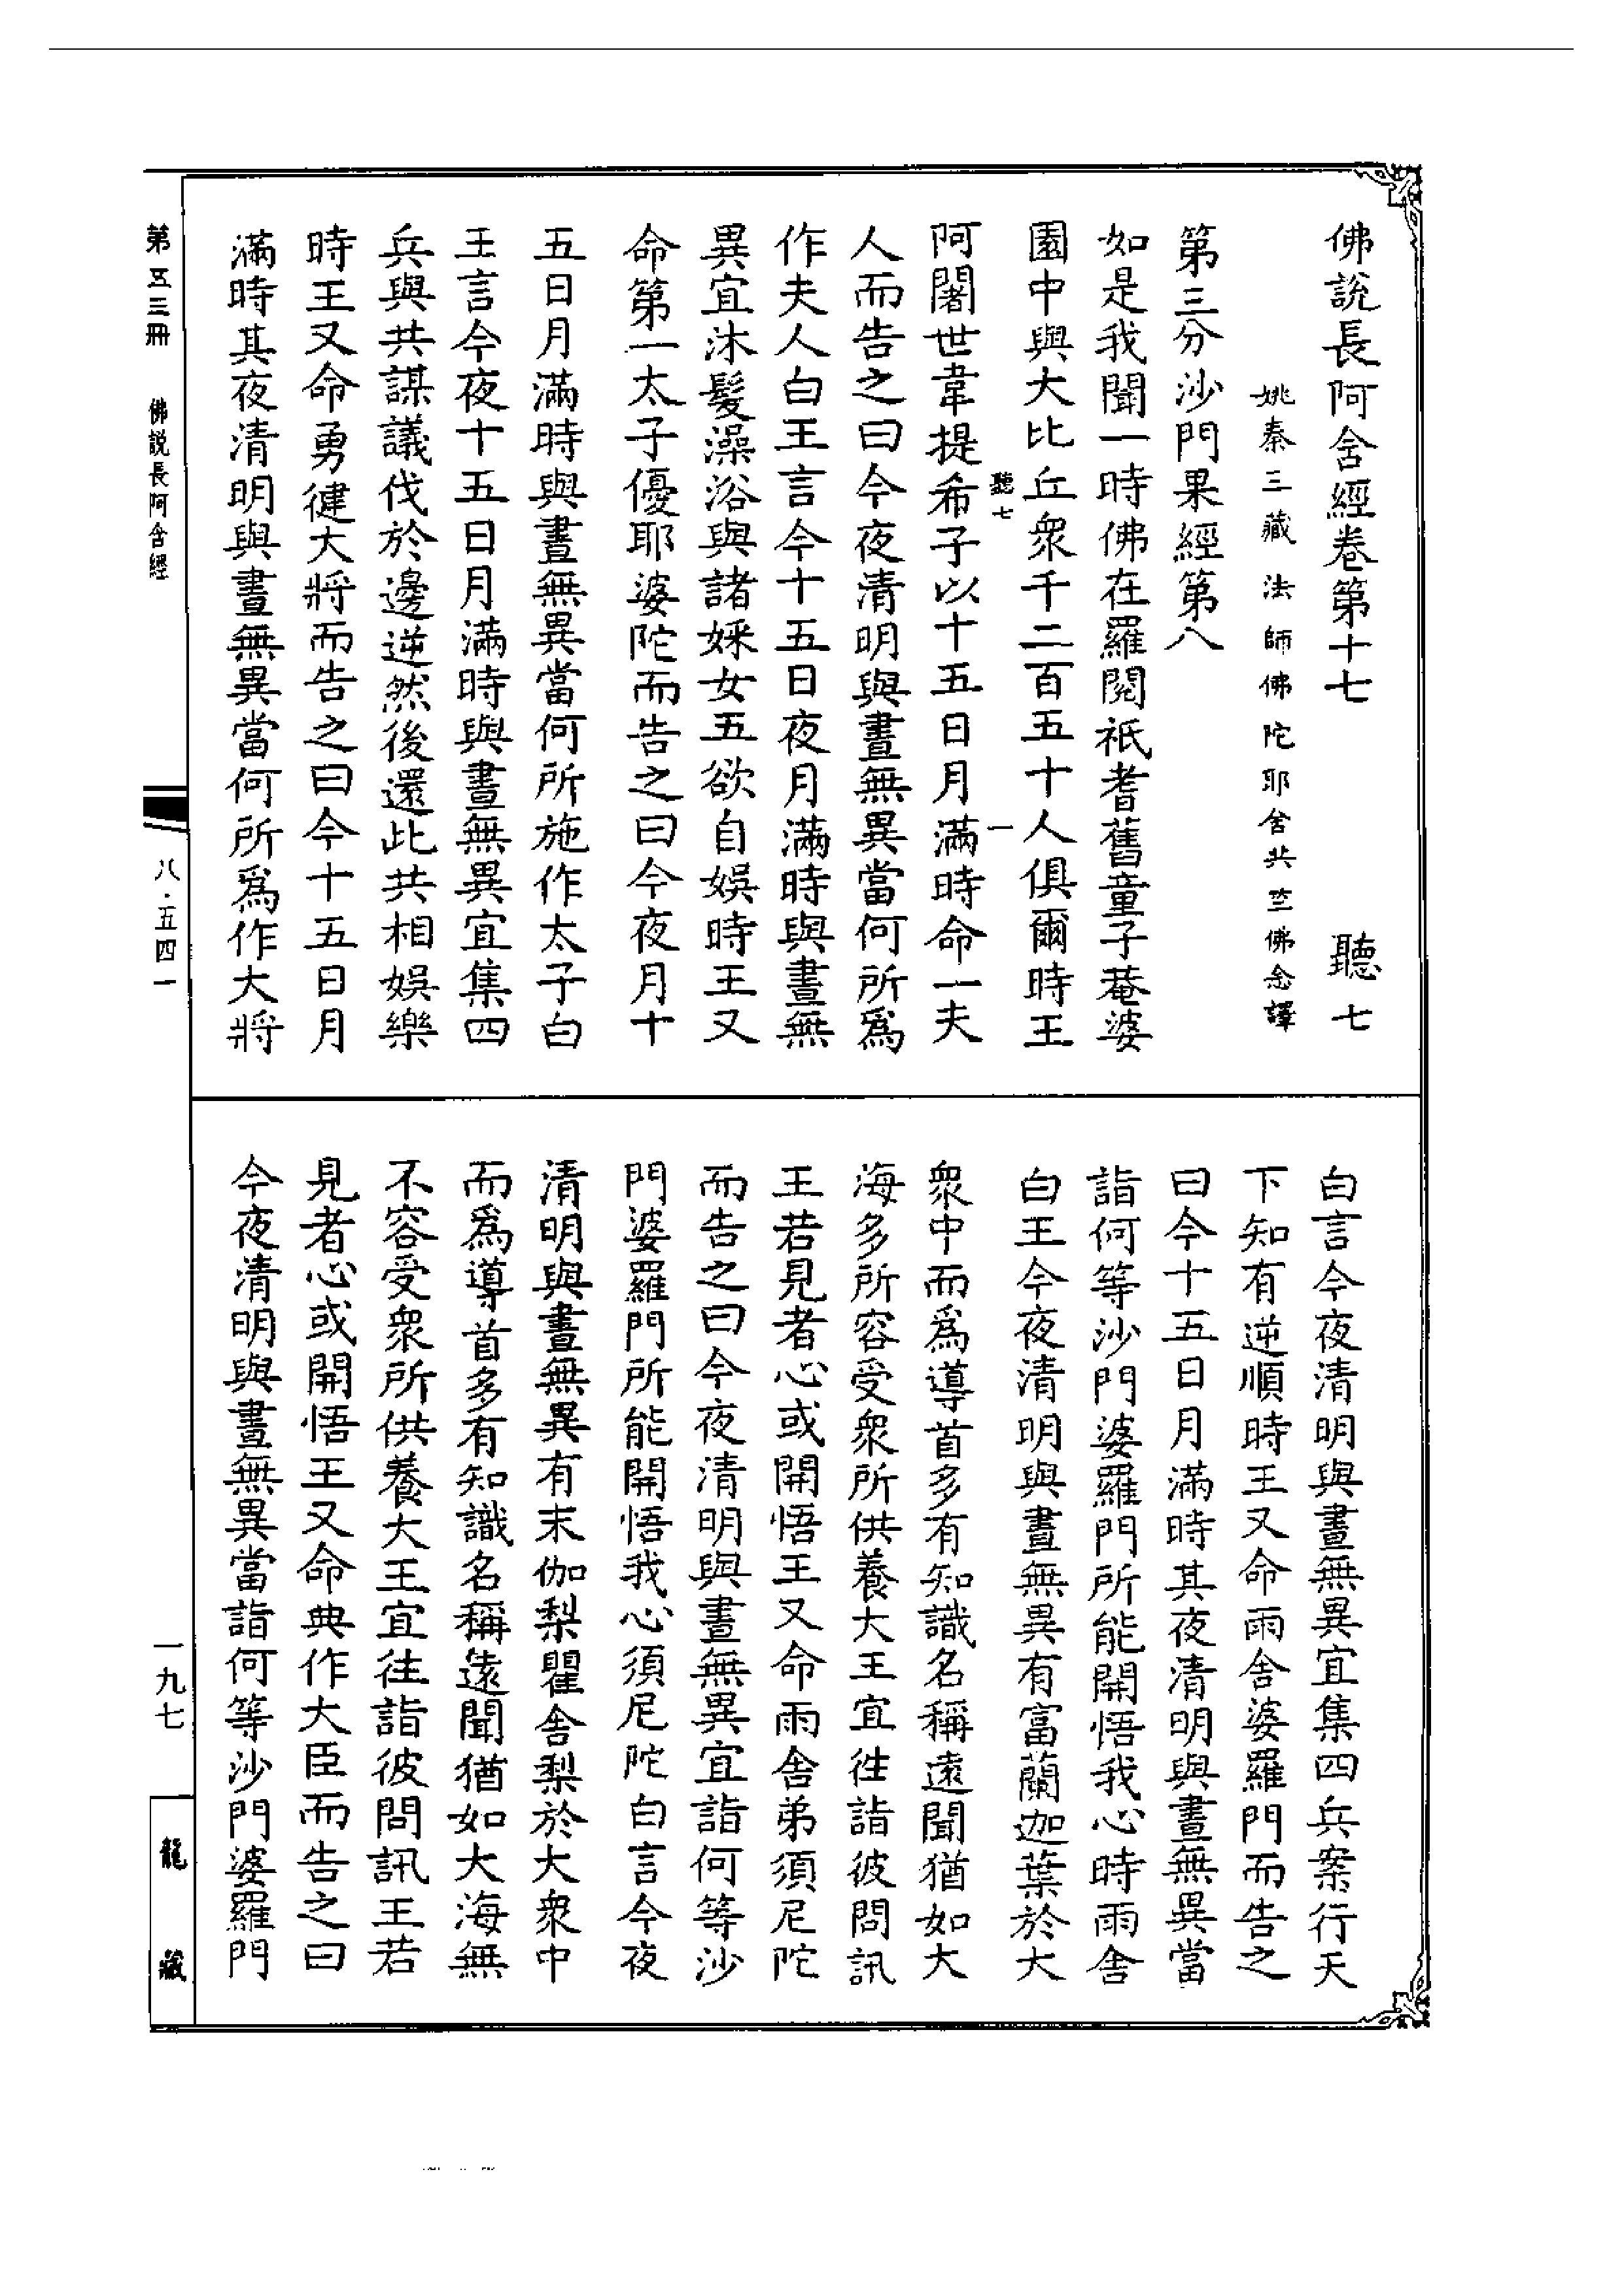 佛說長阿含經卷第十七　聽七
姚秦三藏法師佛陀耶舍共竺佛念譯
第三分沙門果經第八
如是我聞一時佛在羅閱祇耆舊童子菴婆
園中與大比丘眾千二百五十人俱爾時王
聽七　一
阿闍世韋提希子以十五日月滿時命一夫
人而告之曰今夜清明與晝無異當何所為
作夫人白王言今十五日夜月滿時與晝無
異宜沐髮澡浴與諸婇女五欲自娛時王又
命第一太子優耶婆陀而告之曰今夜月十
五日月滿時與晝無異當何所施作太子白
王言今夜十五日月滿時與晝無異宜集四
兵與共謀議伐於邊逆然後還此共相娛樂
時王又命勇健大將而告之曰今十五日月
滿時其夜清明與晝無異當何所為作大將
白言今夜清明與晝無異宜集四兵案行天
下知有逆順時王又命雨舍婆羅門而告之
曰今十五日月滿時其夜清明與晝無異當
詣何等沙門婆羅門所能開悟我心時雨舍
白王今夜清明與晝無異有富蘭迦葉於大
眾中而為導首多有知識名稱遠聞猶如大
海多所容受眾所供養大王宜往詣彼問訊
王若見者心或開悟王又命雨舍弟須尼陀
而告之曰今夜清明與晝無異宜詣何等沙
門婆羅門所能開悟我心須尼陀白言今夜
清明與晝無異有末伽梨瞿舍梨於大眾中
而為導首多有知識名稱遠聞猶如大海無
不容受眾所供養大王宜往詣彼問訊王若
見者心或開悟王又命典作大臣而告之曰
今夜清明與晝無異當詣何等沙門婆羅門
第五三冊　佛說長阿含經
八·五四一
一九七
龍藏